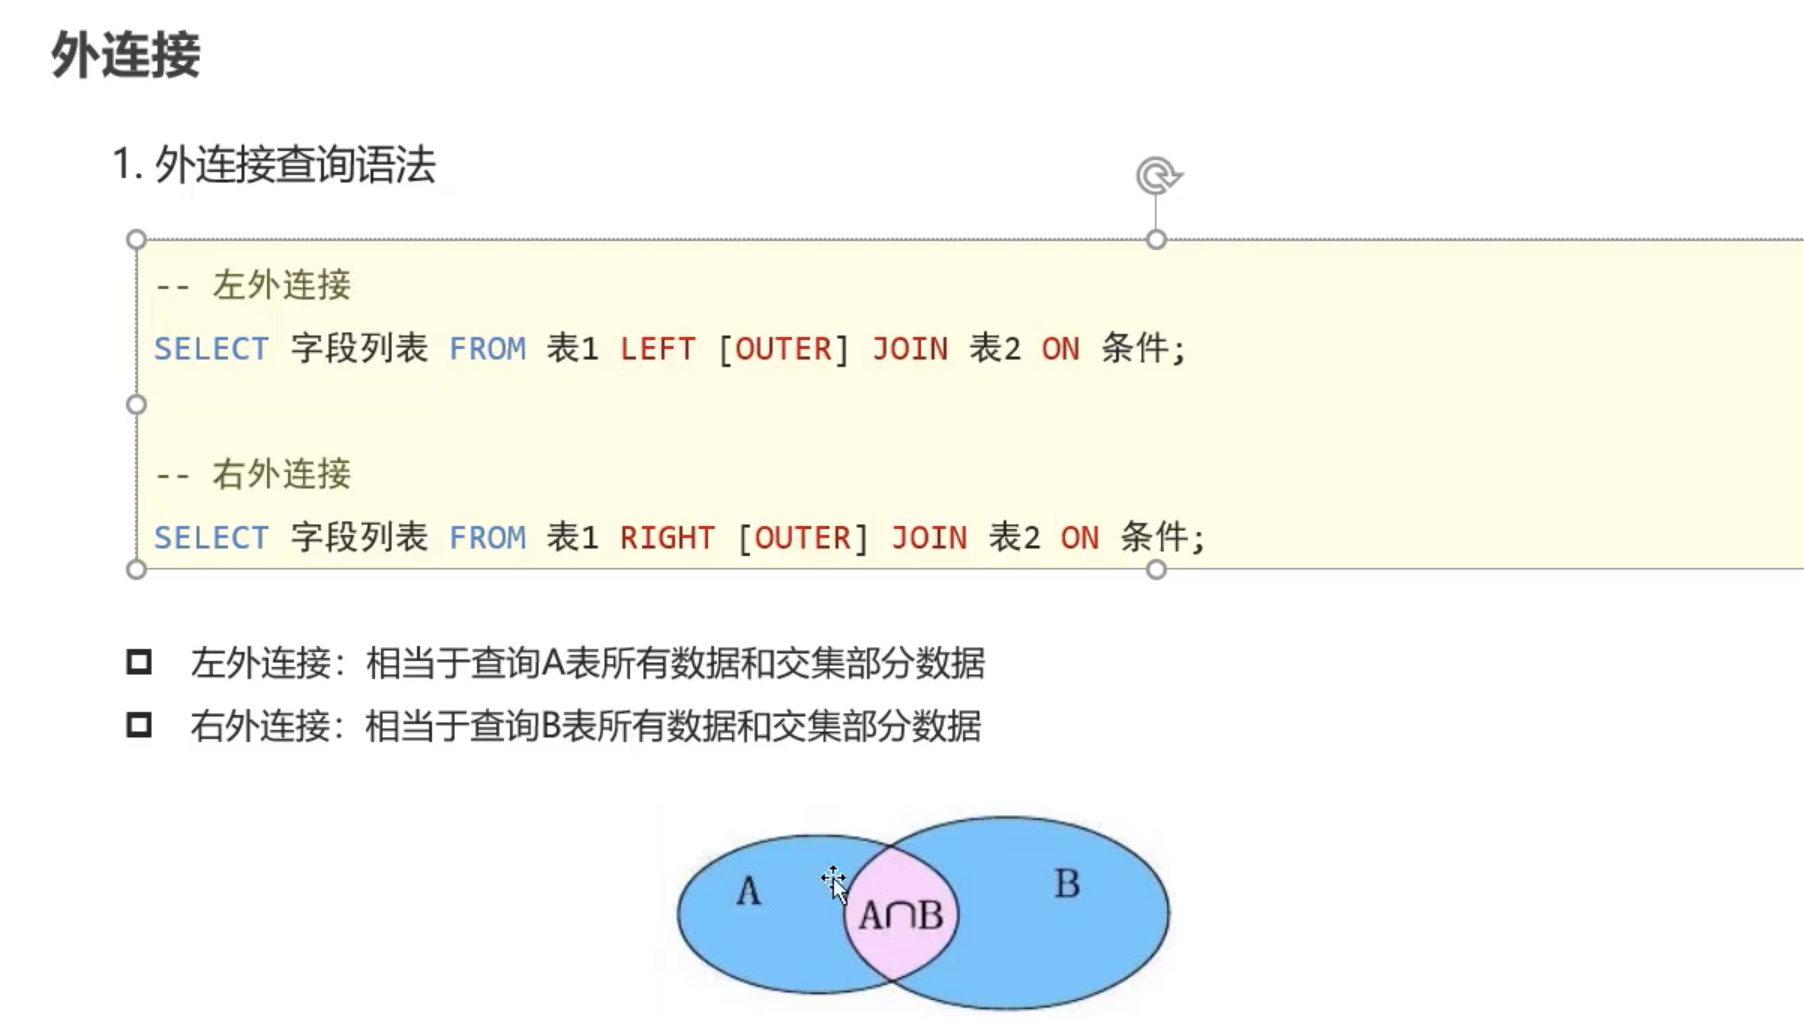 外连接
1. 外连接查询语法
-- 左外连接
SELECT 字段列表 FROM 表1 LEFT [OUTER] JOIN 表2 ON 条件;
-- 右外连接
SELECT 字段列表 FROM 表1 RIGHT [OUTER] JOIN 表2 ON 条件;
左外连接：相当于查询A表所有数据和交集部分数据
右外连接：相当于查询B表所有数据和交集部分数据
A
A∩B
B